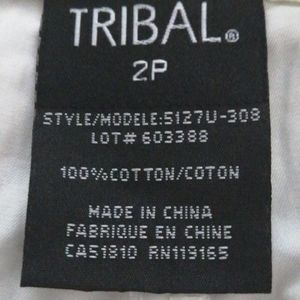 TRIBAL®
2P
STYLE/MODELE:5127U-308
LOT# 603388
100%COTTON/COTON
MADE IN CHINA
FABRIQUE EN CHINE
CA51810 RN119165